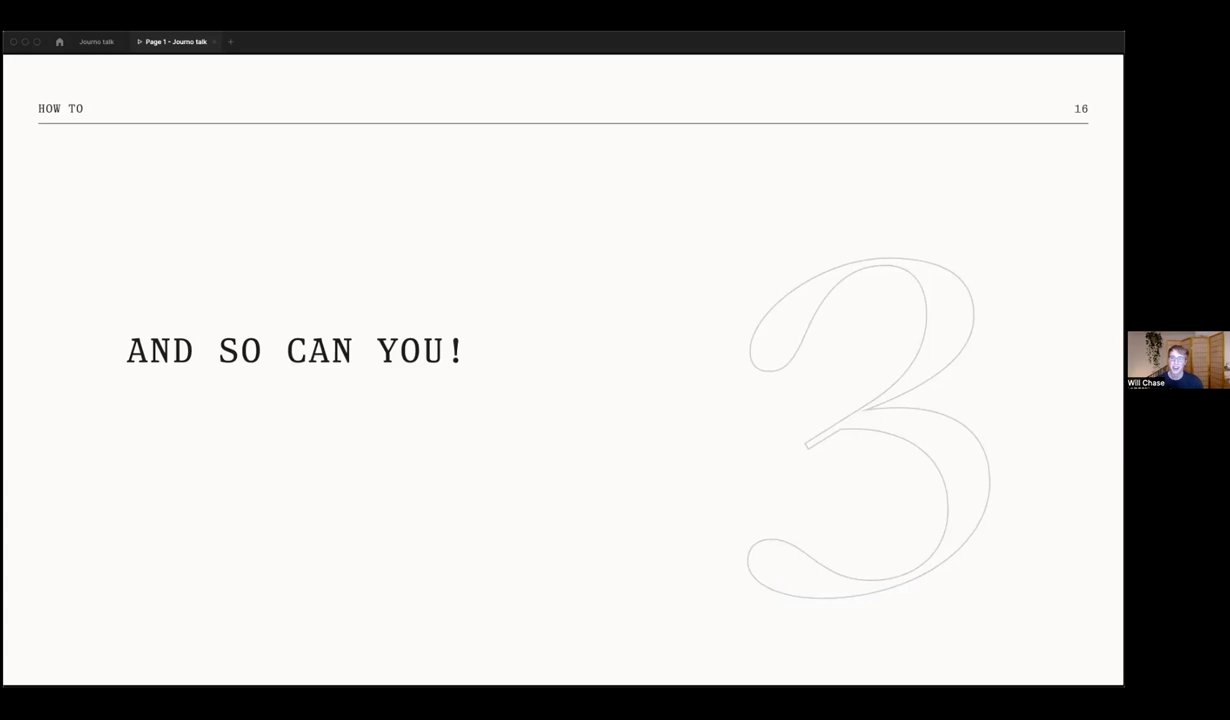 Journo talk
Page 1 - Journo talk
HOW TO
16
AND SO CAN YOU!
3
Will Chase